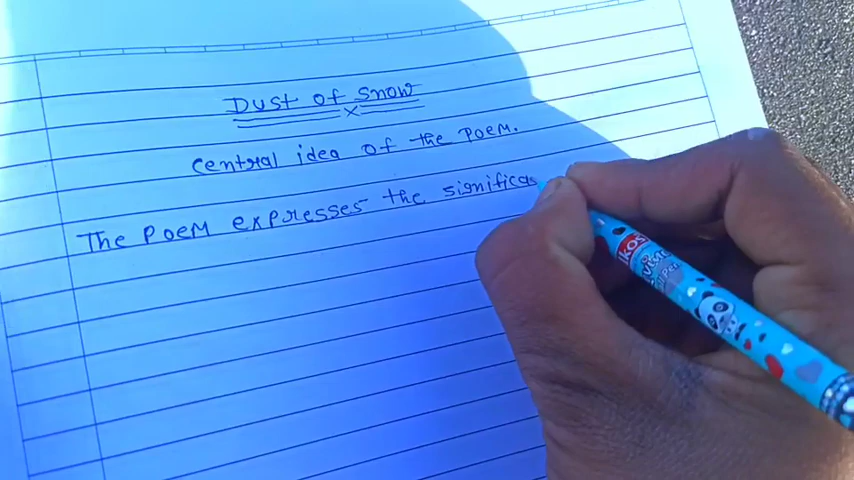 Dust of Snow
Central idea of the Poem.
The Poem expresses the significa